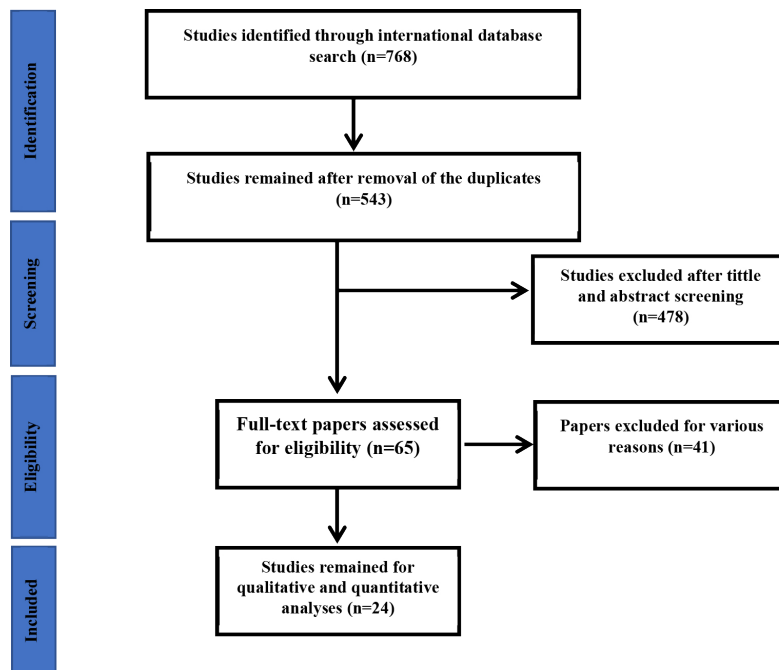 Identification
Studies identified through international database
search (n=768)
Studies remained after removal of the duplicates
(n=543)
Screening
Studies excluded after tittle
and abstract screening
(n=478)
Eligibility
Full-text papers assessed
for eligibility (n=65)
Papers excluded for various
reasons (n=41)
Included
Studies remained for
qualitative and quantitative
analyses (n=24)